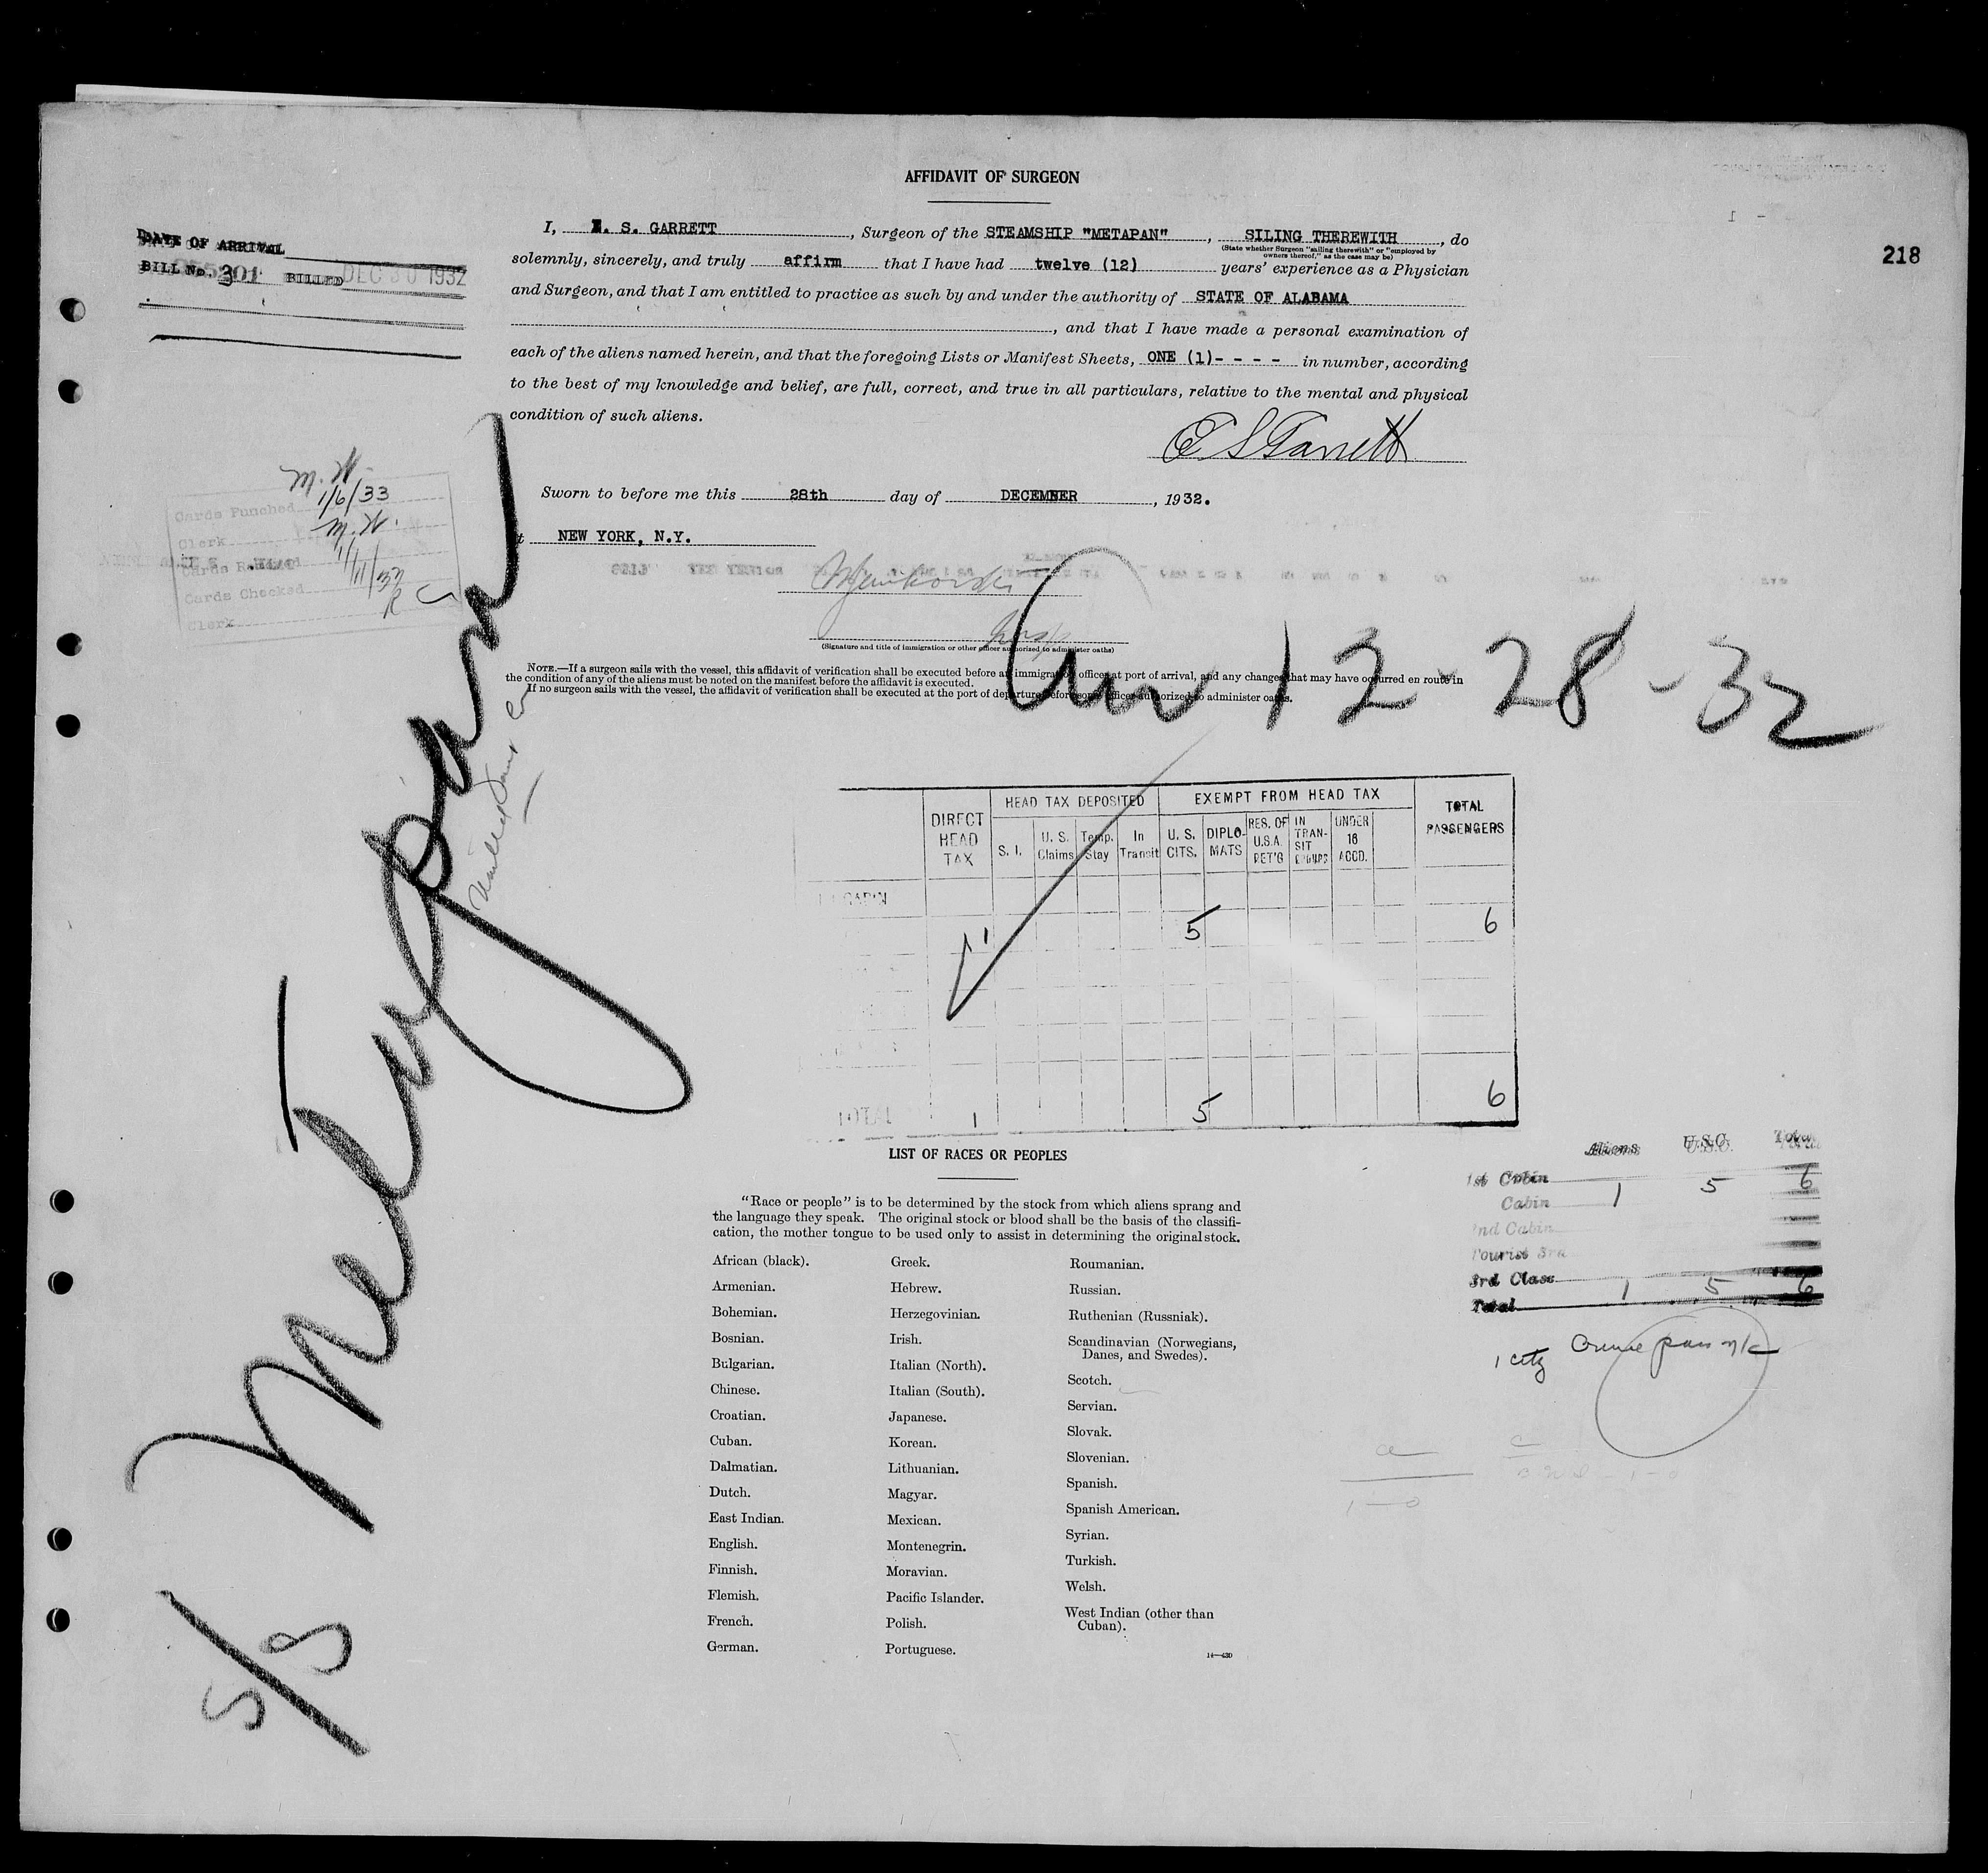 AFFIDAVIT OF SURGEON
218
DATE OF ARRIVAL
BILL No. 301 BILLED DEC 30 1932
I, E. S. GARRETT, Surgeon of the STEAMSHIP "METAPAN", SILING THEREWITH, do
(State whether Surgeon "sailing therewith" or "employed by owners thereof," as the case may be)
solemnly, sincerely, and truly affirm that I have had twelve (12) years' experience as a Physician
and Surgeon, and that I am entitled to practice as such by and under the authority of STATE OF ALABAMA
, and that I have made a personal examination of
each of the aliens named herein, and that the foregoing Lists or Manifest Sheets, ONE (1)- - - - in number, according
to the best of my knowledge and belief, are full, correct, and true in all particulars, relative to the mental and physical
condition of such aliens.
E S Garrett
Sworn to before me this 28th day of DECEMBER, 1932.
at NEW YORK, N.Y.
Cards Punched 1/6/33
Clerk M. W.
Cards Checked
Clerk
(Signature and title of immigration or other officer authorized to administer oaths)
NOTE.—If a surgeon sails with the vessel, this affidavit of verification shall be executed before an immigration officer at port of arrival, and any changes that may have occurred en route in
the condition of any of the aliens must be noted on the manifest before the affidavit is executed.
If no surgeon sails with the vessel, the affidavit of verification shall be executed at the port of departure before some officer authorized to administer oaths.
Arr 12-28-32
S/S Metapan
DIRECT HEAD TAX
HEAD TAX DEPOSITED
S. I. U. S. Claims Temp. Stay In Transit
EXEMPT FROM HEAD TAX
U. S. CITS. DIPLOMATS RES. OF U.S.A. RET'G IN TRANSIT GROUPS UNDER 16 ACCD.
TOTAL PASSENGERS
CABIN
1 5 6
TOTAL 1 5 6
LIST OF RACES OR PEOPLES
"Race or people" is to be determined by the stock from which aliens sprang and
the language they speak. The original stock or blood shall be the basis of the classifi-
cation, the mother tongue to be used only to assist in determining the original stock.
African (black).
Armenian.
Bohemian.
Bosnian.
Bulgarian.
Chinese.
Croatian.
Cuban.
Dalmatian.
Dutch.
East Indian.
English.
Finnish.
Flemish.
French.
German.
Greek.
Hebrew.
Herzegovinian.
Irish.
Italian (North).
Italian (South).
Japanese.
Korean.
Lithuanian.
Magyar.
Mexican.
Montenegrin.
Moravian.
Pacific Islander.
Polish.
Portuguese.
Roumanian.
Russian.
Ruthenian (Russniak).
Scandinavian (Norwegians,
Danes, and Swedes).
Scotch.
Servian.
Slovak.
Slovenian.
Spanish.
Spanish American.
Syrian.
Turkish.
Welsh.
West Indian (other than
Cuban).
14—430
Aliens U.S.C. Total
1st Cabin 1 5 6
Cabin
2nd Cabin
Tourist 3rd
3rd Class 1 5 6
Total